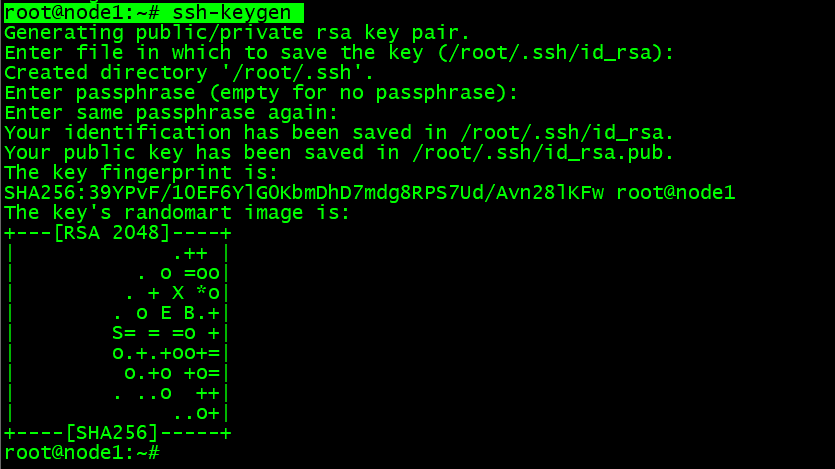 root@node1:~# ssh-keygen
Generating public/private rsa key pair.
Enter file in which to save the key (/root/.ssh/id_rsa):
Created directory '/root/.ssh'.
Enter passphrase (empty for no passphrase):
Enter same passphrase again:
Your identification has been saved in /root/.ssh/id_rsa.
Your public key has been saved in /root/.ssh/id_rsa.pub.
The key fingerprint is:
SHA256:39YPvF/1OEF6YlGOKbmDhD7mdg8RPS7Ud/Avn28lKFw root@node1
The key's randomart image is:
+---[RSA 2048]----+
|             .++ |
|          . o =oo|
|         . + X *o|
|        . o E B.+|
|        S= = =o +|
|        o.+.+oo+=|
|         o.+o +o=|
|        . ..o  ++|
|             ..o+|
+----[SHA256]-----+
root@node1:~#